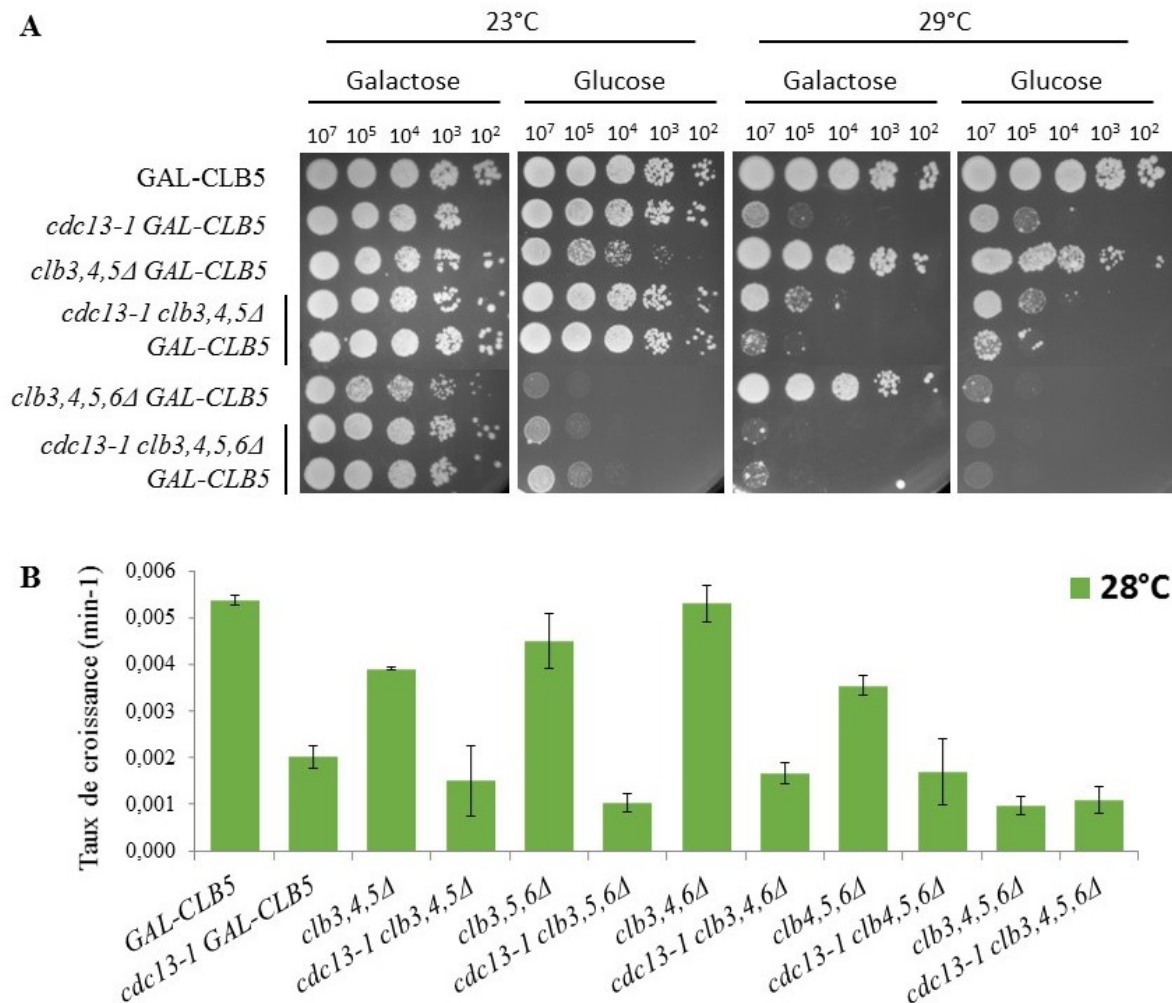 A
23°C 29°C
Galactose Glucose Galactose Glucose
10⁷ 10⁵ 10⁴ 10³ 10² 10⁷ 10⁵ 10⁴ 10³ 10² 10⁷ 10⁵ 10⁴ 10³ 10² 10⁷ 10⁵ 10⁴ 10³ 10²
GAL-CLB5
cdc13-1 GAL-CLB5
clb3,4,5Δ GAL-CLB5
cdc13-1 clb3,4,5Δ
GAL-CLB5
clb3,4,5,6Δ GAL-CLB5
cdc13-1 clb3,4,5,6Δ
GAL-CLB5
B
Taux de croissance (min-1)
0,006
0,005
0,004
0,003
0,002
0,001
0,000
28°C
GAL-CLB5
cdc13-1 GAL-CLB5
clb3,4,5Δ
cdc13-1 clb3,4,5Δ
clb3,5,6Δ
cdc13-1 clb3,5,6Δ
clb3,4,6Δ
cdc13-1 clb3,4,6Δ
clb4,5,6Δ
cdc13-1 clb4,5,6Δ
clb3,4,5,6Δ
cdc13-1 clb3,4,5,6Δ